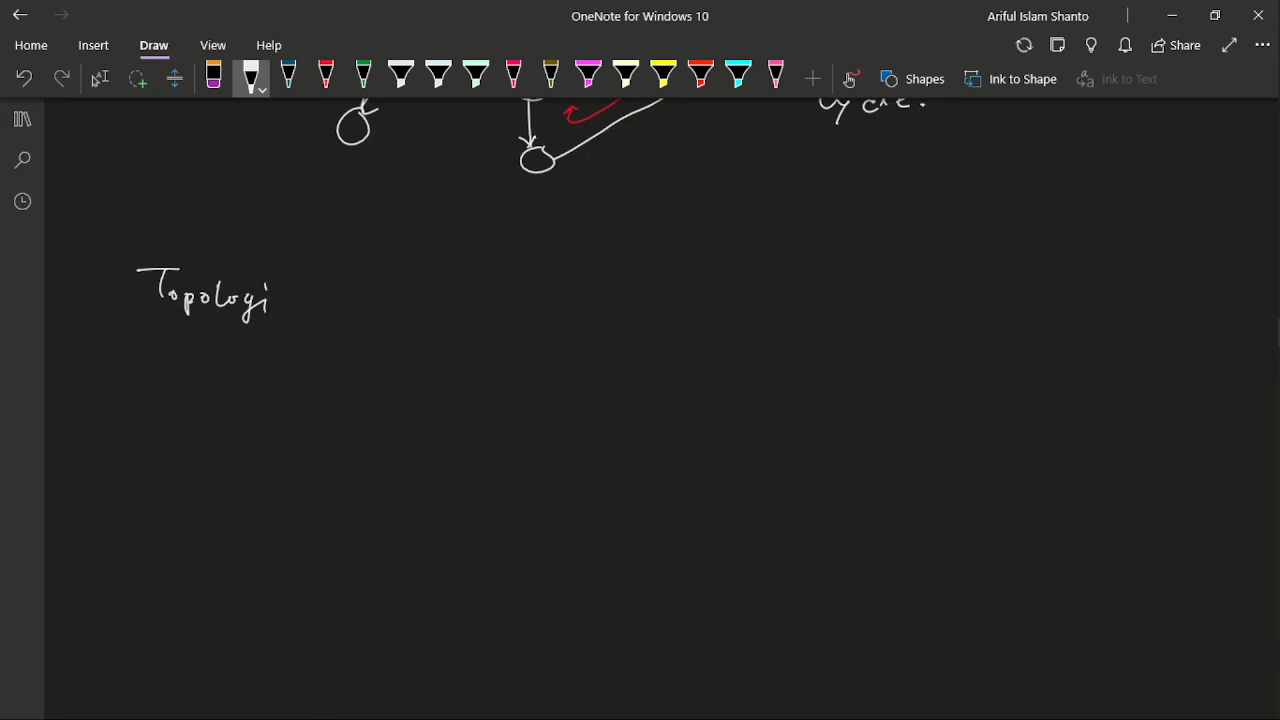 OneNote for Windows 10
Ariful Islam Shanto
Home Insert Draw View Help
Share
Shapes Ink to Shape Ink to Text
Topologi